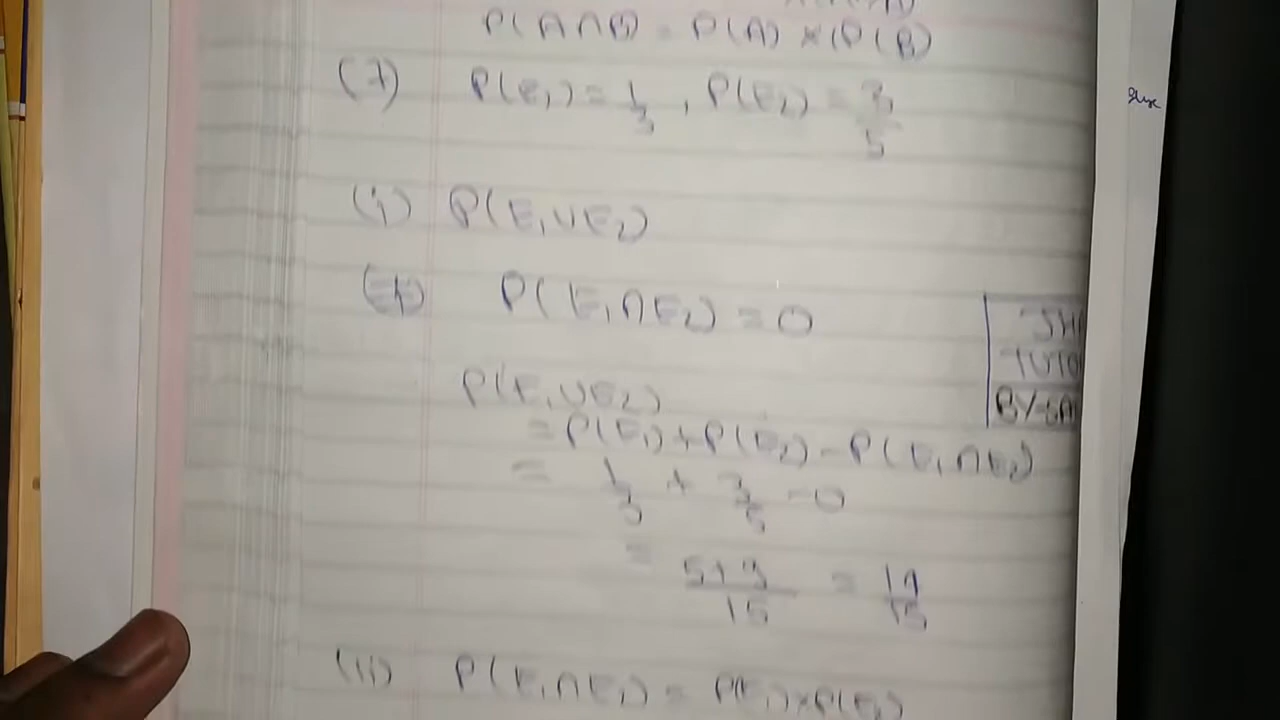 P(A∩B) = P(A) × (P(B)
(7) P(E₁) = 1/3 , P(E₂) = 3/5
(i) P(E₁∪E₂)
P(E₁∩E₂) = 0
P(E₁∪E₂)
= P(E₁) + P(E₂) - P(E₁∩E₂)
= 1/3 + 3/5 - 0
= 5+9/15 = 14/15
(ii) P(E₁∩E₂) = P(E₁)×P(E₂)